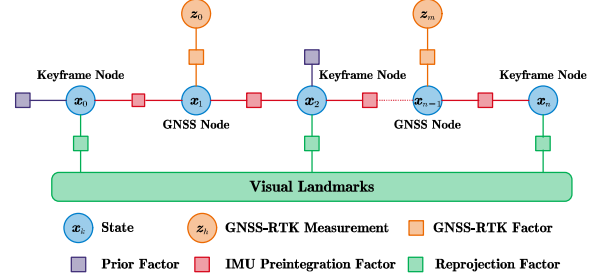 z₀ zₘ
Keyframe Node Keyframe Node Keyframe Node
x₀ x₁ x₂ xₙ₋₁ xₙ
GNSS Node GNSS Node
Visual Landmarks
xₖ State zₕ GNSS-RTK Measurement GNSS-RTK Factor
Prior Factor IMU Preintegration Factor Reprojection Factor